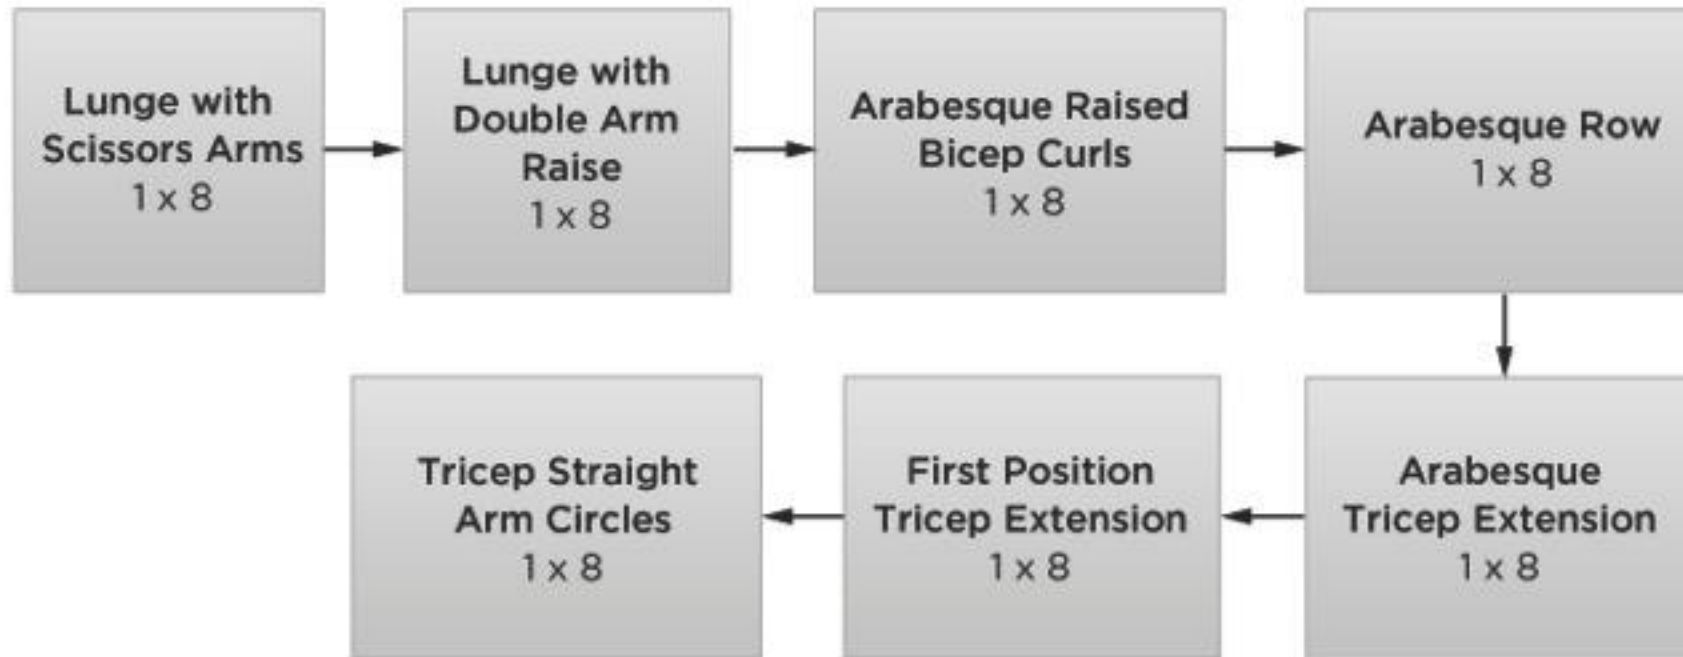 Lunge with
Scissors Arms
1 x 8
Lunge with
Double Arm
Raise
1 x 8
Arabesque Raised
Bicep Curls
1 x 8
Arabesque Row
1 x 8
Arabesque
Tricep Extension
1 x 8
First Position
Tricep Extension
1 x 8
Tricep Straight
Arm Circles
1 x 8